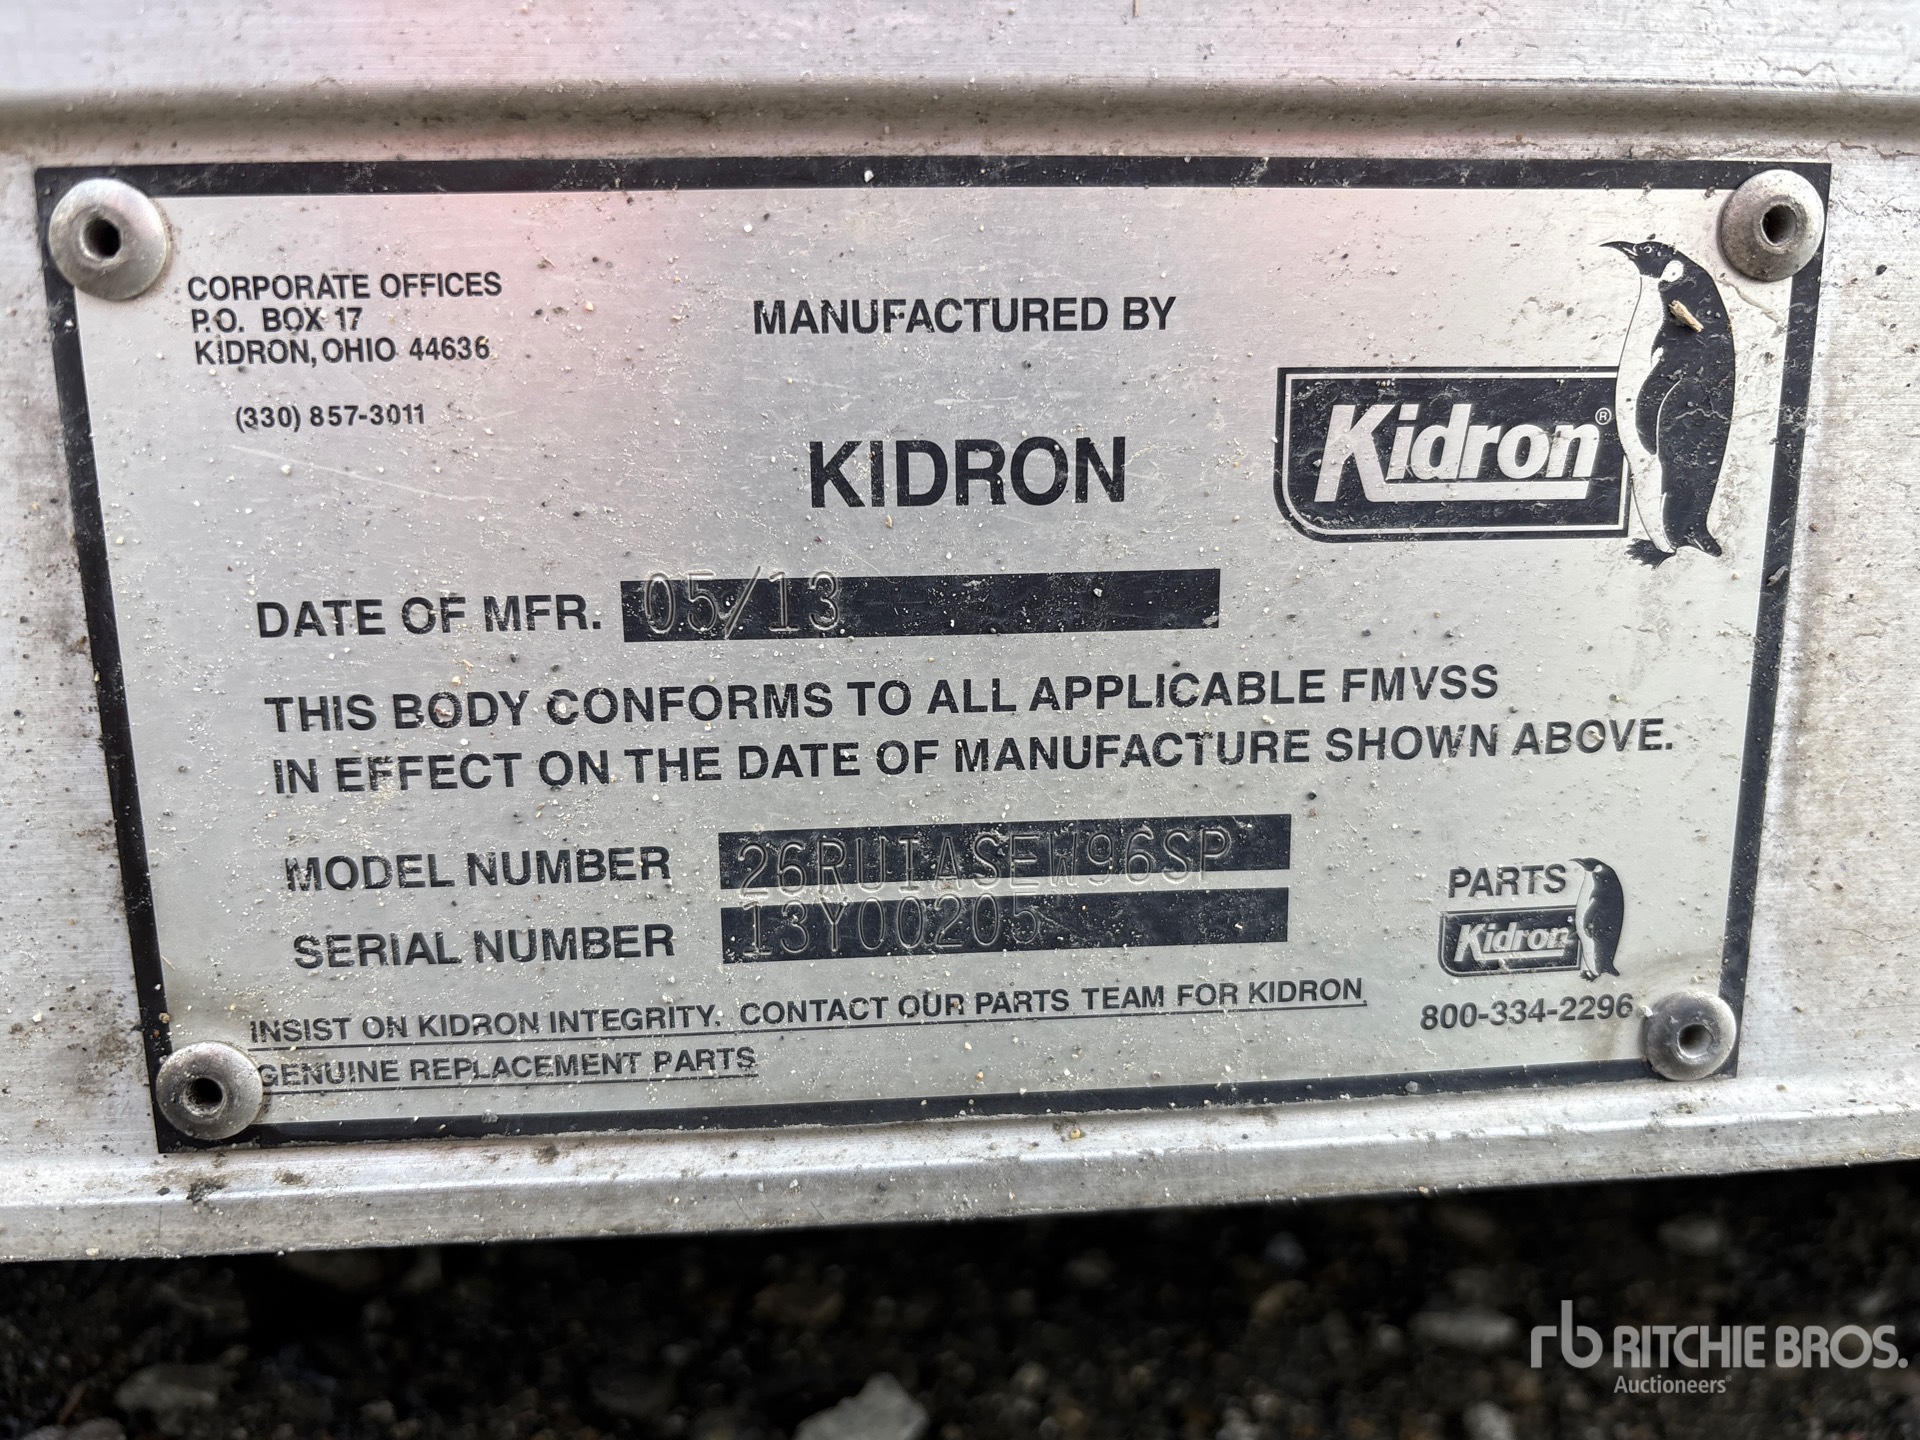 CORPORATE OFFICES
P.O. BOX 17
KIDRON, OHIO 44636
(330) 857-3011
MANUFACTURED BY
KIDRON
Kidron®
DATE OF MFR. 05/13
THIS BODY CONFORMS TO ALL APPLICABLE FMVSS
IN EFFECT ON THE DATE OF MANUFACTURE SHOWN ABOVE.
MODEL NUMBER 26RUIASEW96SP
SERIAL NUMBER 13Y00205
INSIST ON KIDRON INTEGRITY. CONTACT OUR PARTS TEAM FOR KIDRON
GENUINE REPLACEMENT PARTS
PARTS
Kidron
800-334-2296
rb RITCHIE BROS.
Auctioneers